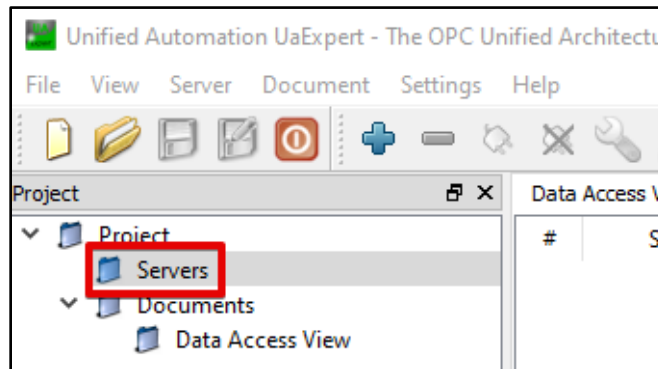 Unified Automation UaExpert - The OPC Unified Architectu
File View Server Document Settings Help
Project
Data Access V
Project
# S
Servers
Documents
Data Access View